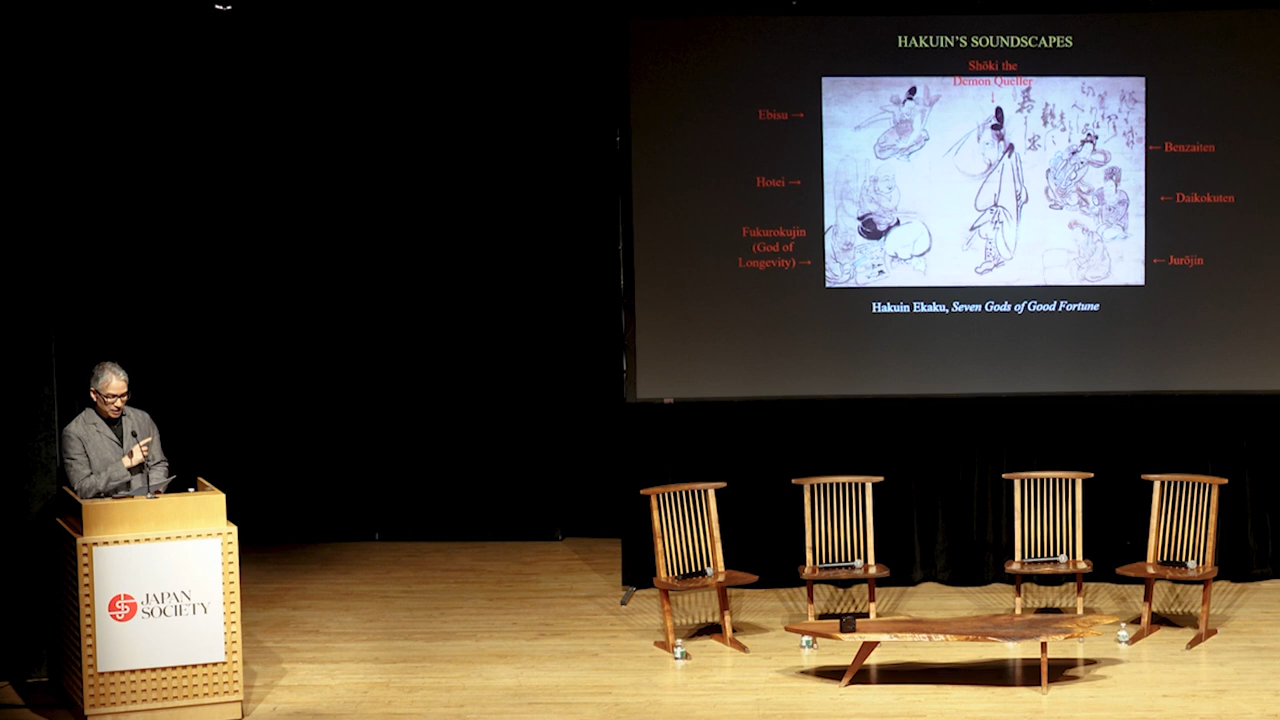 HAKUIN'S SOUNDSCAPES
Shōki the
Demon Queller
↓
Ebisu →
← Benzaiten
Hotei →
← Daikokuten
Fukurokujin
(God of
Longevity) →
← Jurōjin
Hakuin Ekaku, Seven Gods of Good Fortune
JAPAN
SOCIETY